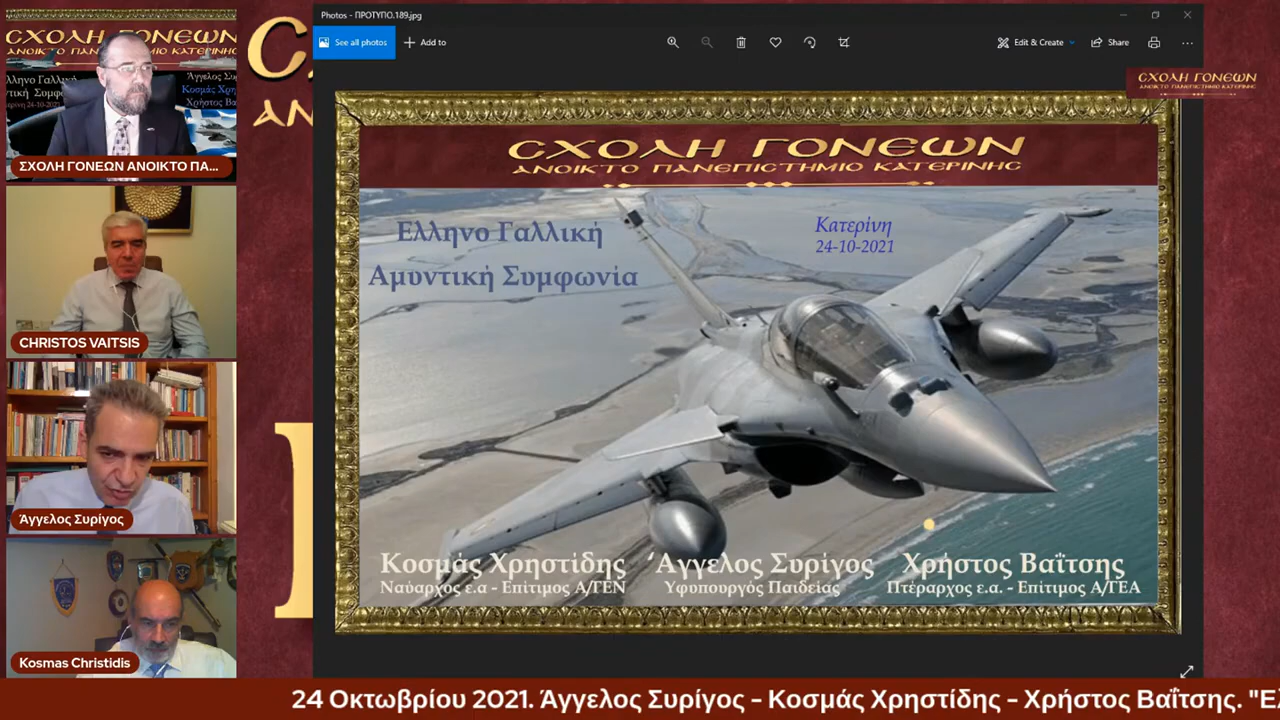 Photos - ΠΡΟΤΥΠΟ.189.jpg
See all photos
Add to
Edit & Create
Share
ΣΧΟΛΗ ΓΟΝΕΩΝ
ΑΝΟΙΚΤΟ ΠΑΝΕΠΙΣΤΗΜΙΟ ΚΑΤΕΡΙΝΗΣ
ΣΧΟΛΗ ΓΟΝΕΩΝ
ΑΝΟΙΚΤΟ ΠΑΝΕΠΙΣΤΗΜΙΟ ΚΑΤΕΡΙΝΗΣ
Ελληνο Γαλλική
Αμυντική Συμφωνία
Κατερίνη
24-10-2021
Κοσμάς Χρηστίδης
Ναύαρχος ε.α - Επίτιμος Α/ΓΕΝ
‘Άγγελος Συρίγος
Υφυπουργός Παιδείας
Χρήστος Βαΐτσης
Πτέραρχος ε.α. - Επίτιμος Α/ΓΕΑ
ΣΧΟΛΗ ΓΟΝΕΩΝ ΑΝΟΙΚΤΟ ΠΑ...
CHRISTOS VAITSIS
Άγγελος Συρίγος
Kosmas Christidis
24 Οκτωβρίου 2021. Άγγελος Συρίγος - Κοσμάς Χρηστίδης - Χρήστος Βαΐτσης.